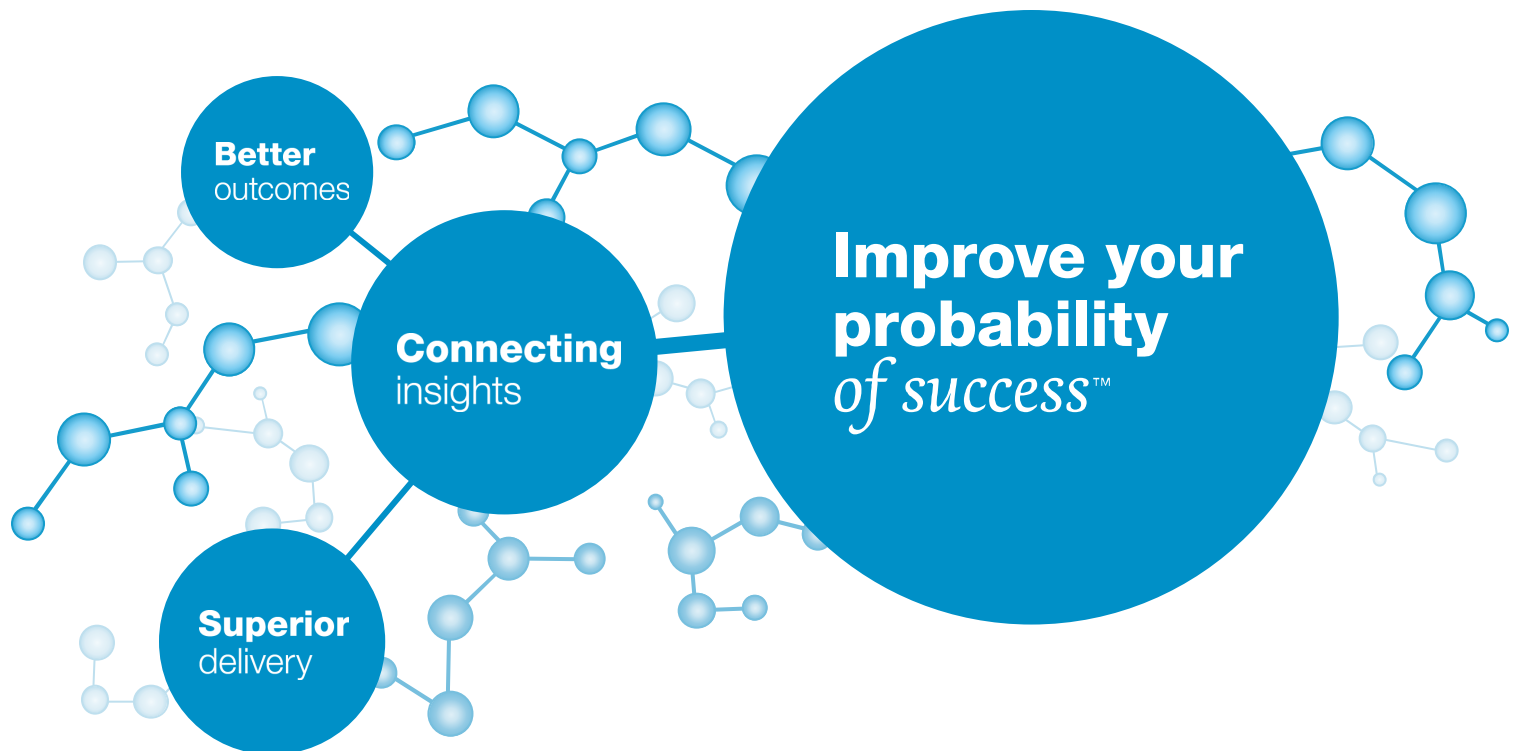 Better
outcomes
Connecting
insights
Superior
delivery
Improve your
probability
of success™